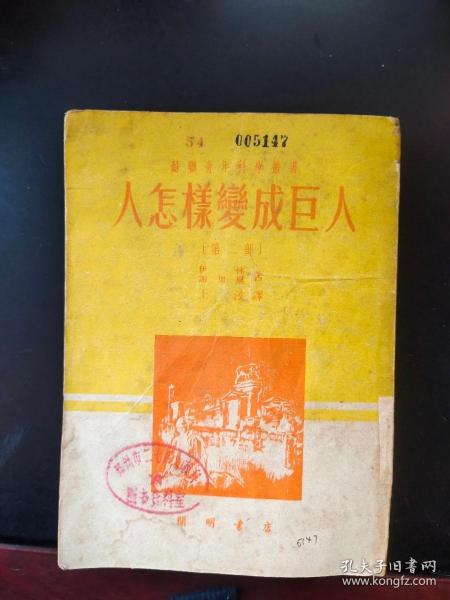 54 005147
蘇聯青年科學叢書
人怎樣變成巨人
(第二部)
伊林 著
謝加爾
王汶譯
開明書店
5147
孔夫子旧书网
www.kongfz.com